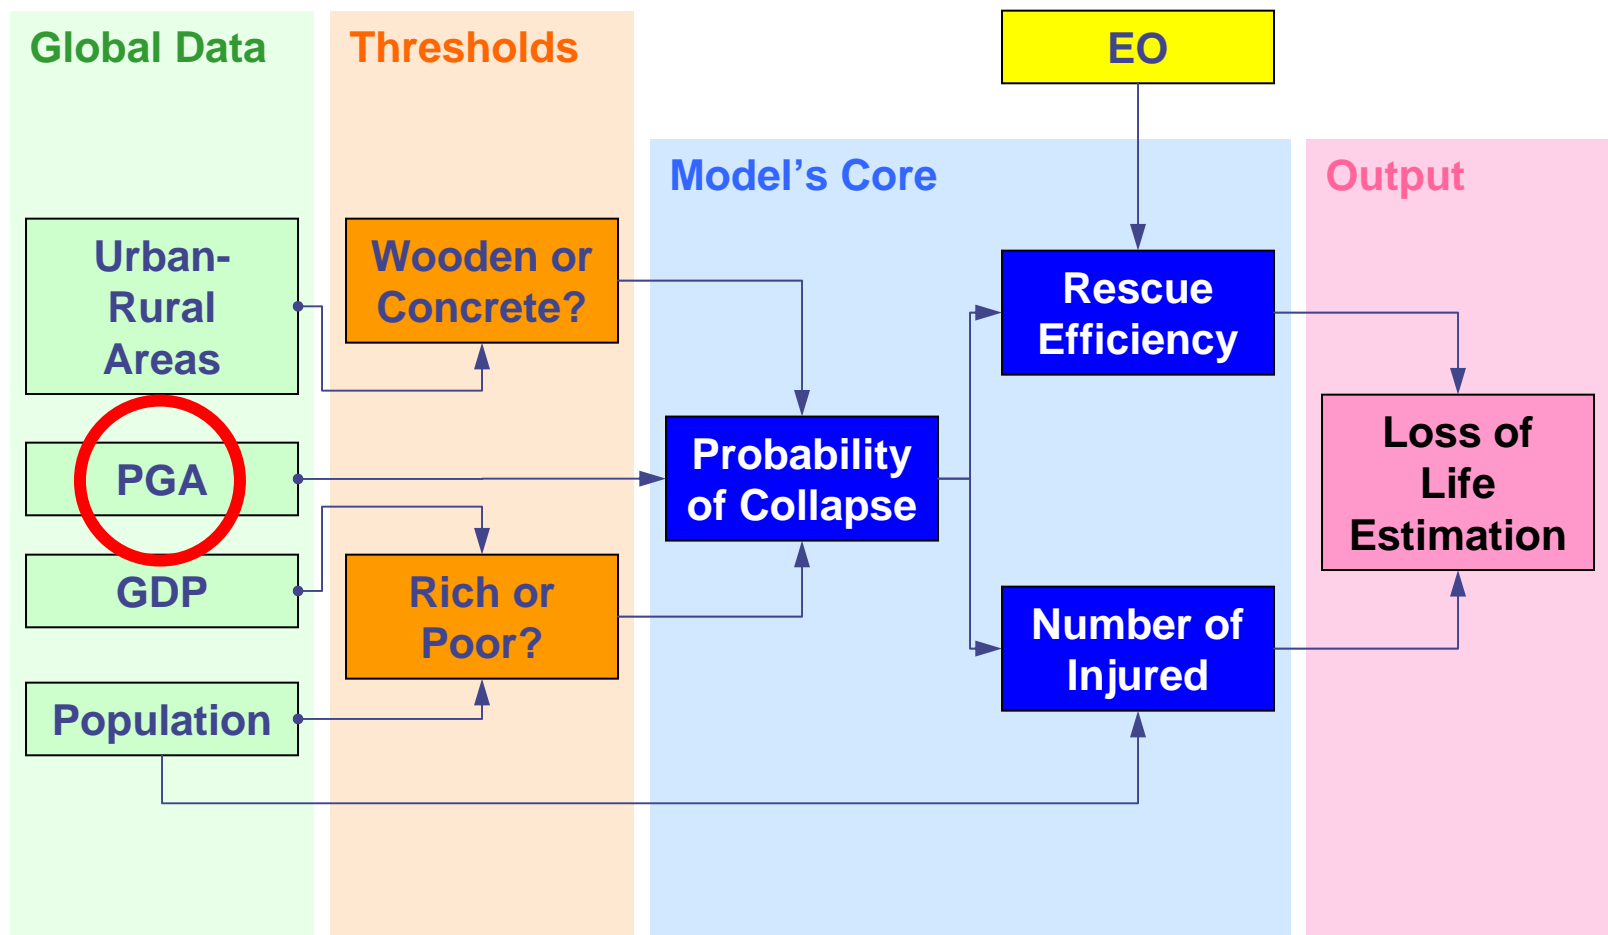 Global Data
Thresholds
EO
Model’s Core
Output
Urban-
Rural
Areas
Wooden or
Concrete?
Rescue
Efficiency
PGA
Probability
of Collapse
Loss of
Life
Estimation
GDP
Rich or
Poor?
Number of
Injured
Population